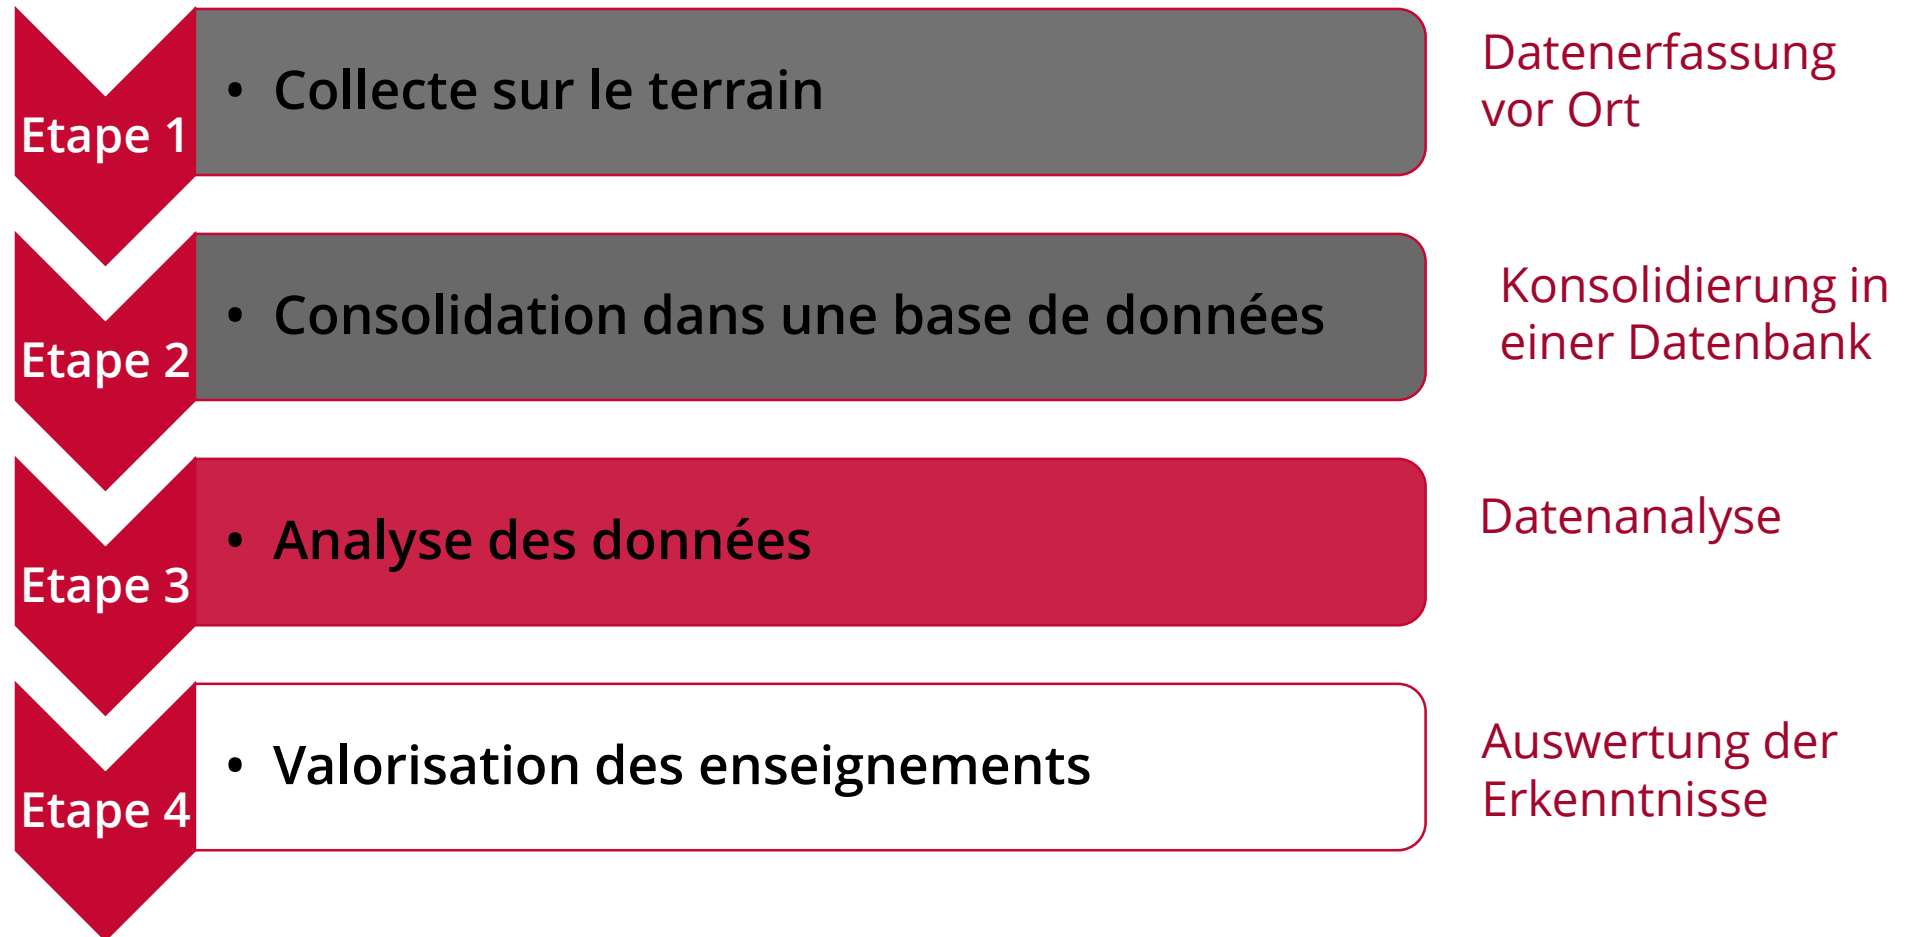 Etape 1
• Collecte sur le terrain
Datenerfassung
vor Ort
Etape 2
• Consolidation dans une base de données
Konsolidierung in
einer Datenbank
Etape 3
• Analyse des données
Datenanalyse
Etape 4
• Valorisation des enseignements
Auswertung der
Erkenntnisse